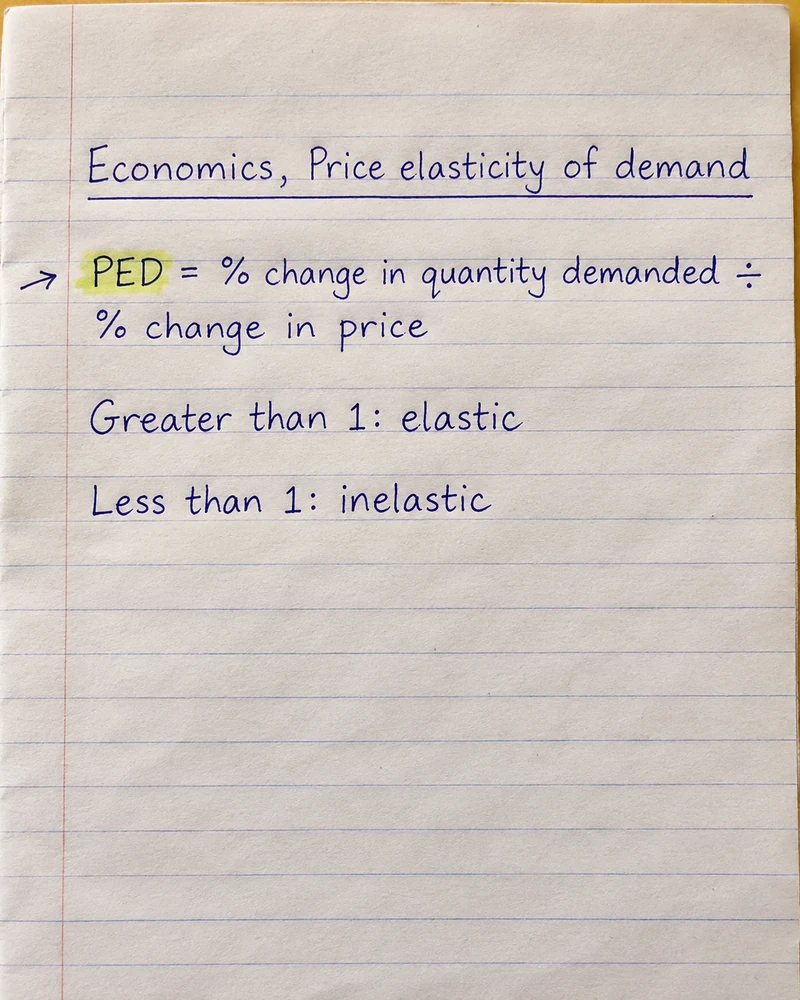 Economics, Price elasticity of demand
→ PED = % change in quantity demanded ÷
% change in price
Greater than 1: elastic
Less than 1: inelastic